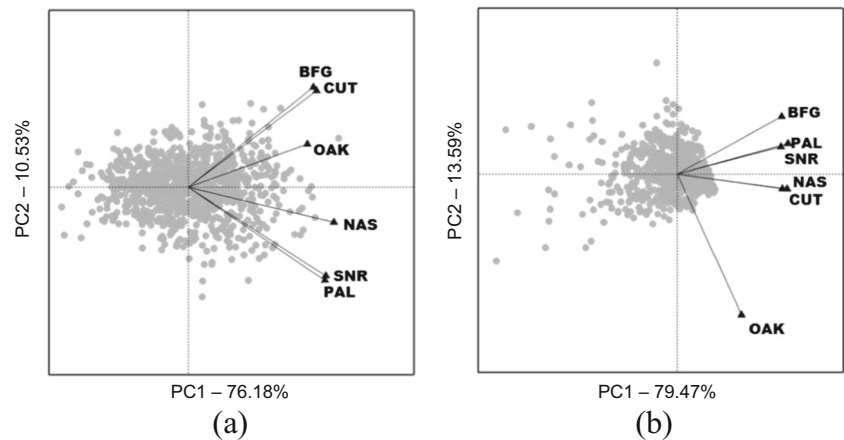 BFG
CUT
OAK
NAS
SNR
PAL
PC2 – 10.53%
PC1 – 76.18%
(a)
BFG
PAL
SNR
NAS
CUT
OAK
PC2 – 13.59%
PC1 – 79.47%
(b)